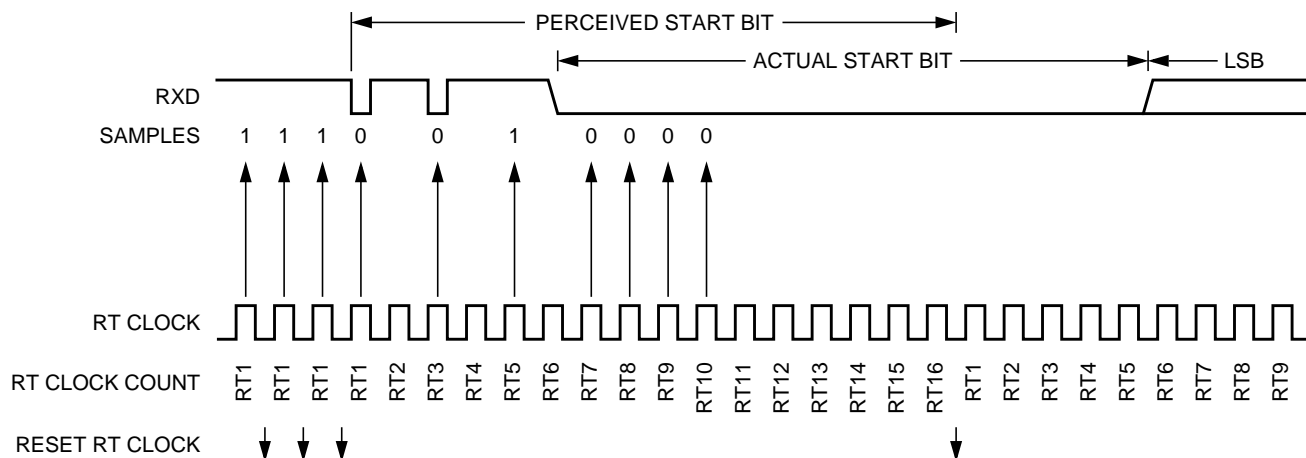 PERCEIVED START BIT
ACTUAL START BIT
LSB
RXD
SAMPLES 1 1 1 0 0 1 0 0 0 0
RT CLOCK
RT CLOCK COUNT RT1 RT1 RT1 RT1 RT2 RT3 RT4 RT5 RT6 RT7 RT8 RT9 RT10 RT11 RT12 RT13 RT14 RT15 RT16 RT1 RT2 RT3 RT4 RT5 RT6 RT7 RT8 RT9
RESET RT CLOCK